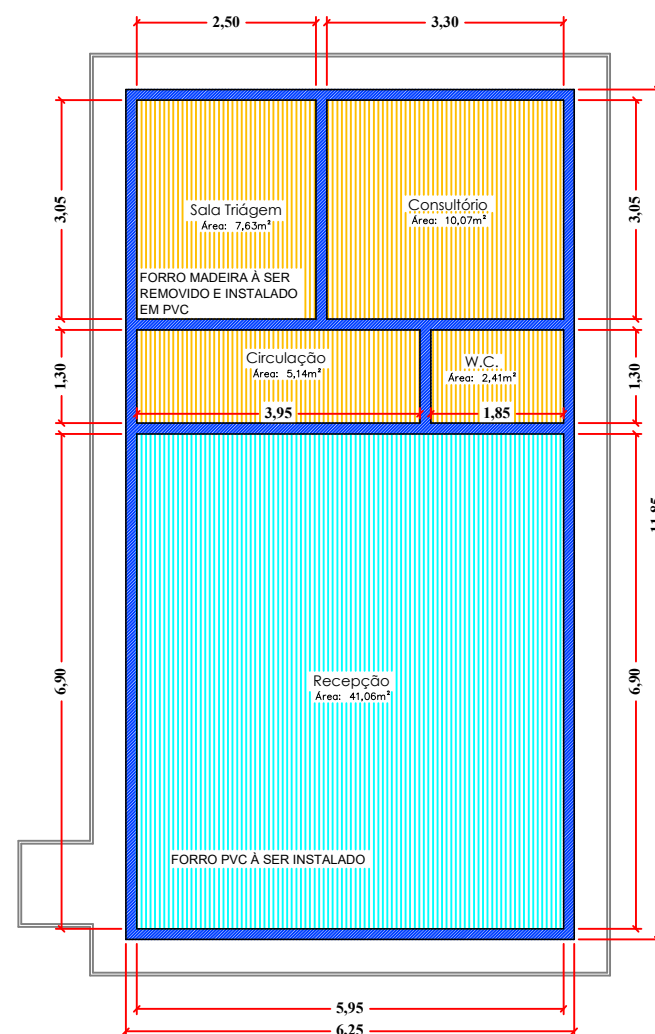 2,50
3,30
3,05
3,05
Sala Triágem
Área: 7,63m²
Consultório
Área: 10,07m²
FORRO MADEIRA À SER
REMOVIDO E INSTALADO
EM PVC
1,30
1,30
Circulação
Área: 5,14m²
W.C.
Área: 2,41m²
3,95
1,85
11,85
6,90
6,90
Recepção
Área: 41,06m²
FORRO PVC À SER INSTALADO
5,95
6,25